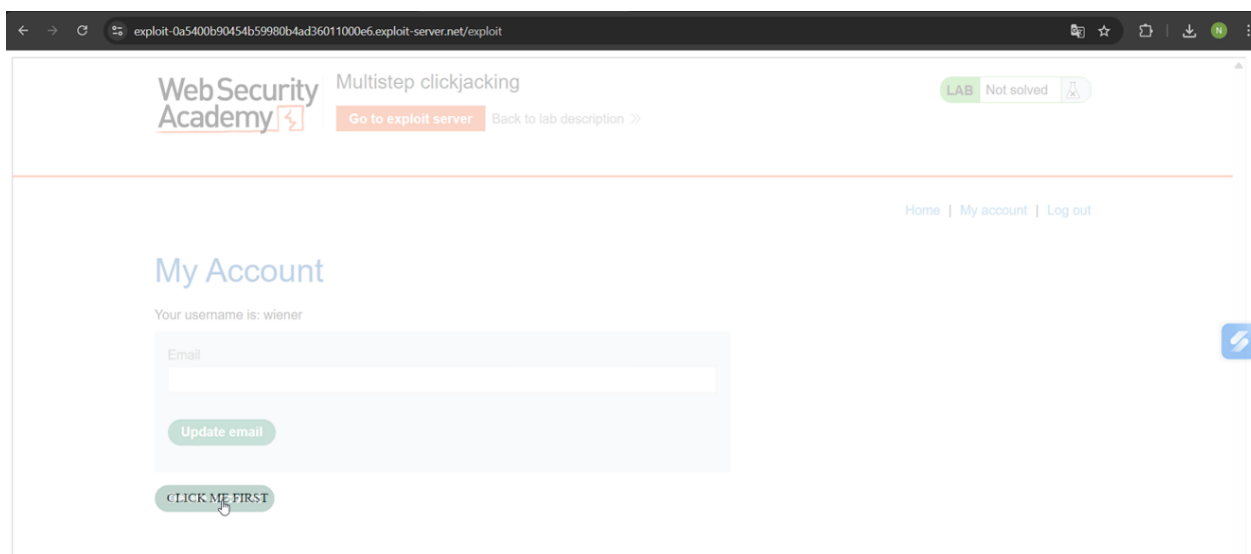 exploit-0a5400b90454b59980b4ad36011000e6.exploit-server.net/exploit
N
Web Security
Academy
Multistep clickjacking
LAB Not solved
Go to exploit server Back to lab description »
Home | My account | Log out
My Account
Your username is: wiener
Email
Update email
CLICK ME FIRST